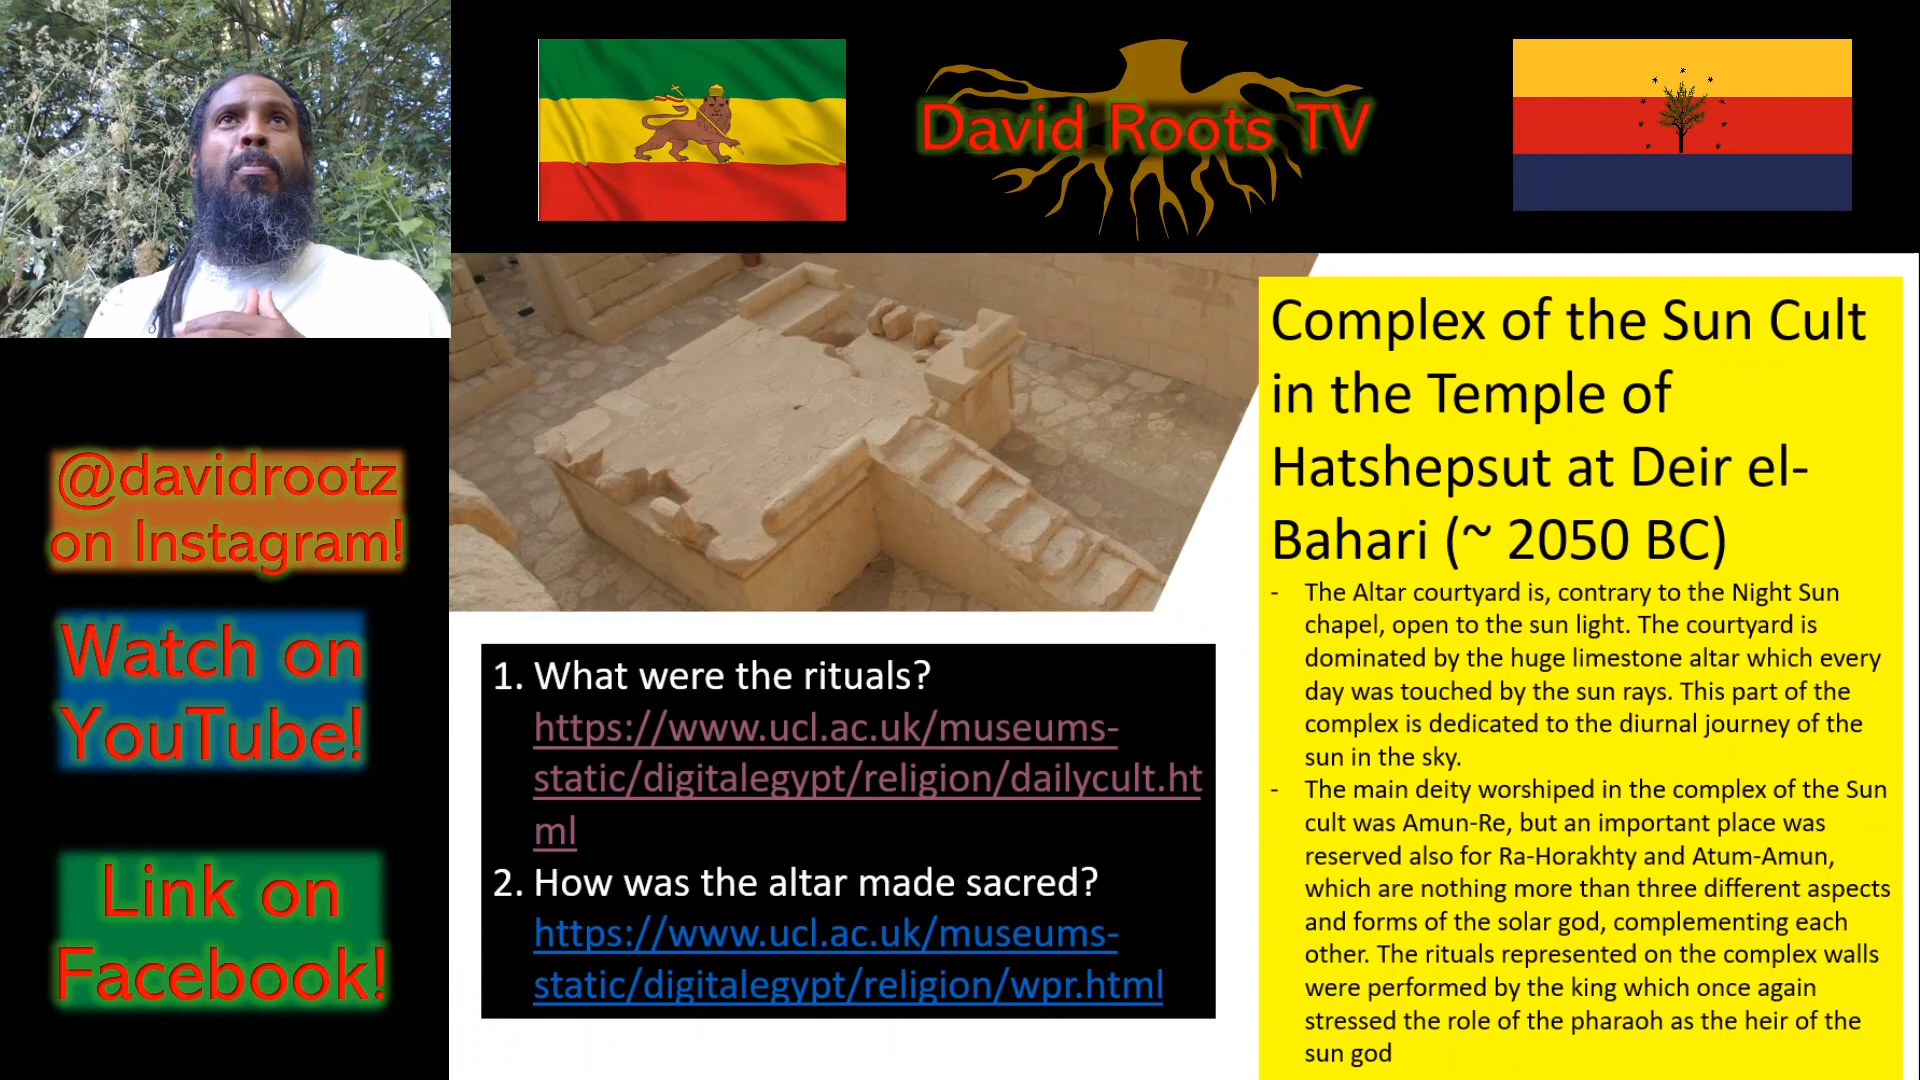 David Roots TV
@davidrootz
on Instagram!
Watch on
YouTube!
Link on
Facebook!
1. What were the rituals?
https://www.ucl.ac.uk/museums-
static/digitalegypt/religion/dailycult.ht
ml
2. How was the altar made sacred?
https://www.ucl.ac.uk/museums-
static/digitalegypt/religion/wpr.html
Complex of the Sun Cult
in the Temple of
Hatshepsut at Deir el-
Bahari (~ 2050 BC)
- The Altar courtyard is, contrary to the Night Sun
chapel, open to the sun light. The courtyard is
dominated by the huge limestone altar which every
day was touched by the sun rays. This part of the
complex is dedicated to the diurnal journey of the
sun in the sky.
- The main deity worshiped in the complex of the Sun
cult was Amun-Re, but an important place was
reserved also for Ra-Horakhty and Atum-Amun,
which are nothing more than three different aspects
and forms of the solar god, complementing each
other. The rituals represented on the complex walls
were performed by the king which once again
stressed the role of the pharaoh as the heir of the
sun god